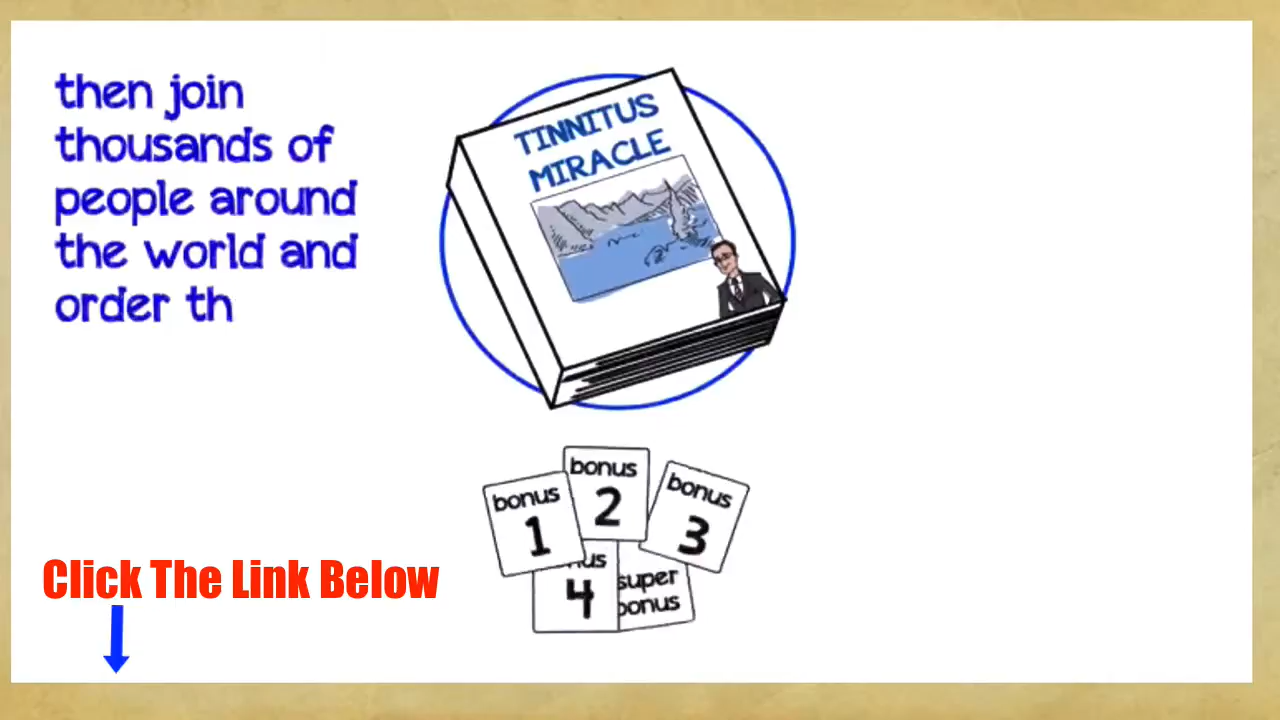 then join
thousands of
people around
the world and
order th
TINNITUS
MIRACLE
bonus
2
bonus
1
bonus
3
nus
4
super
bonus
Click The Link Below